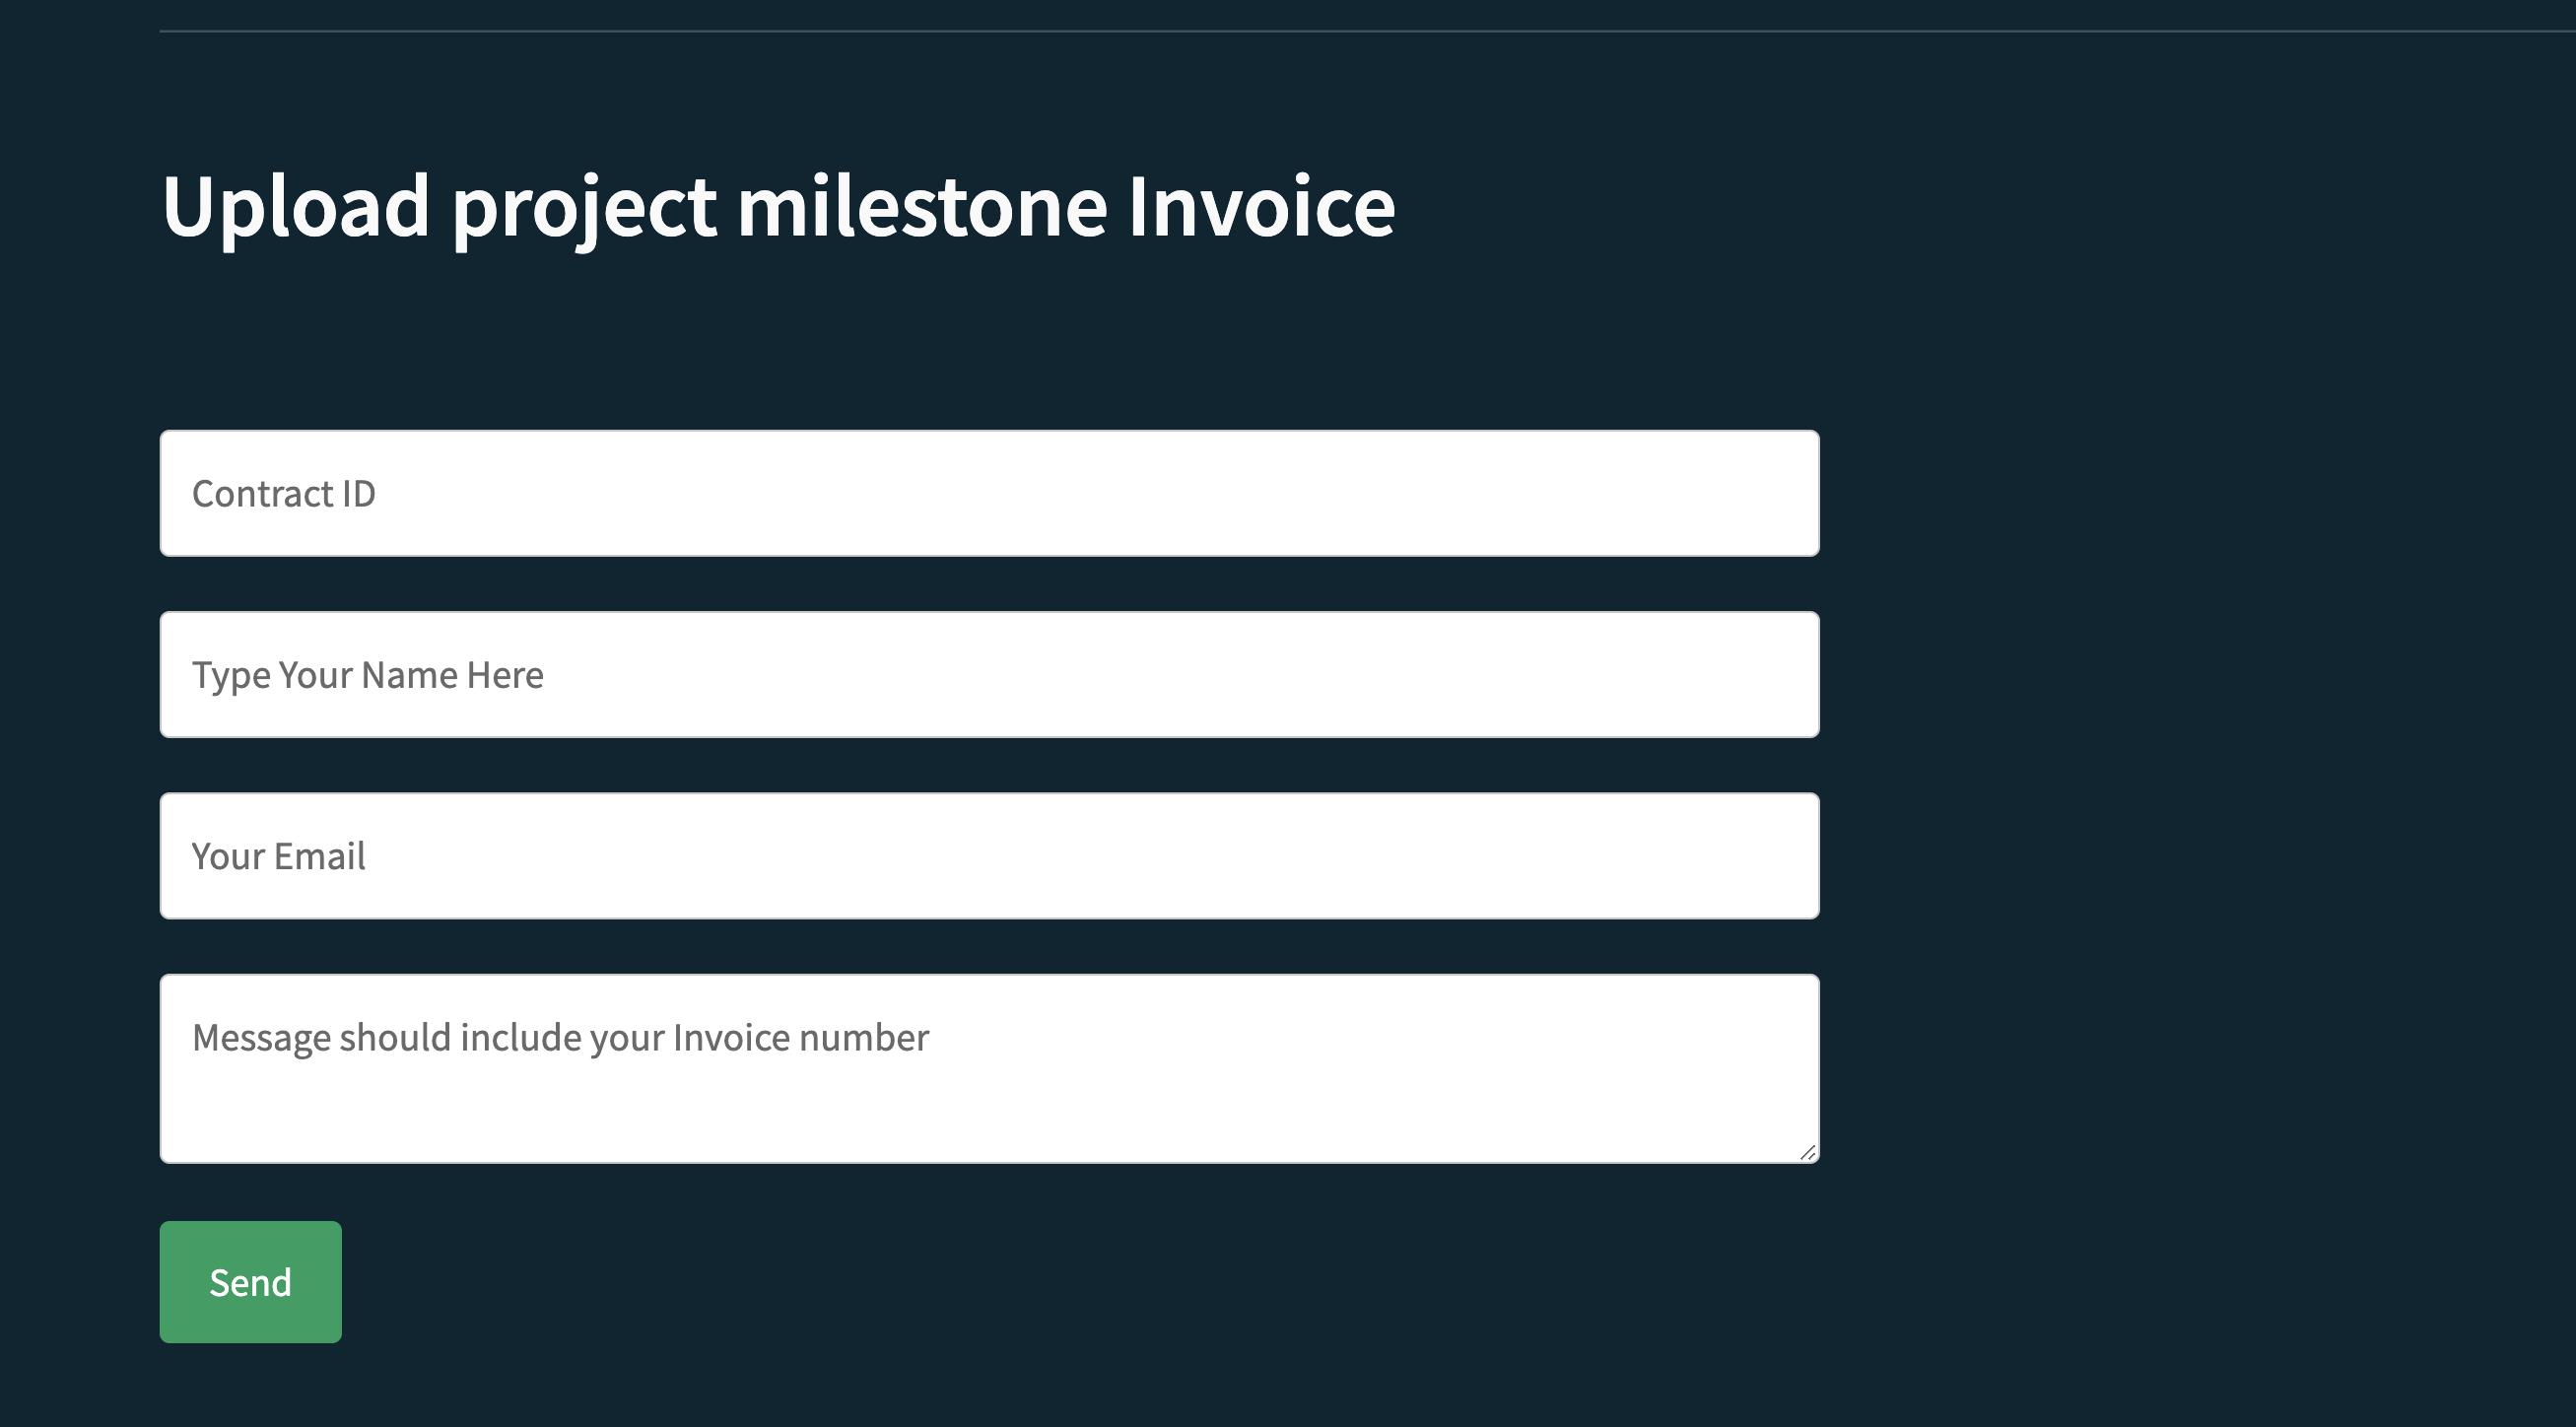 Upload project milestone Invoice
Contract ID
Type Your Name Here
Your Email
Message should include your Invoice number
Send